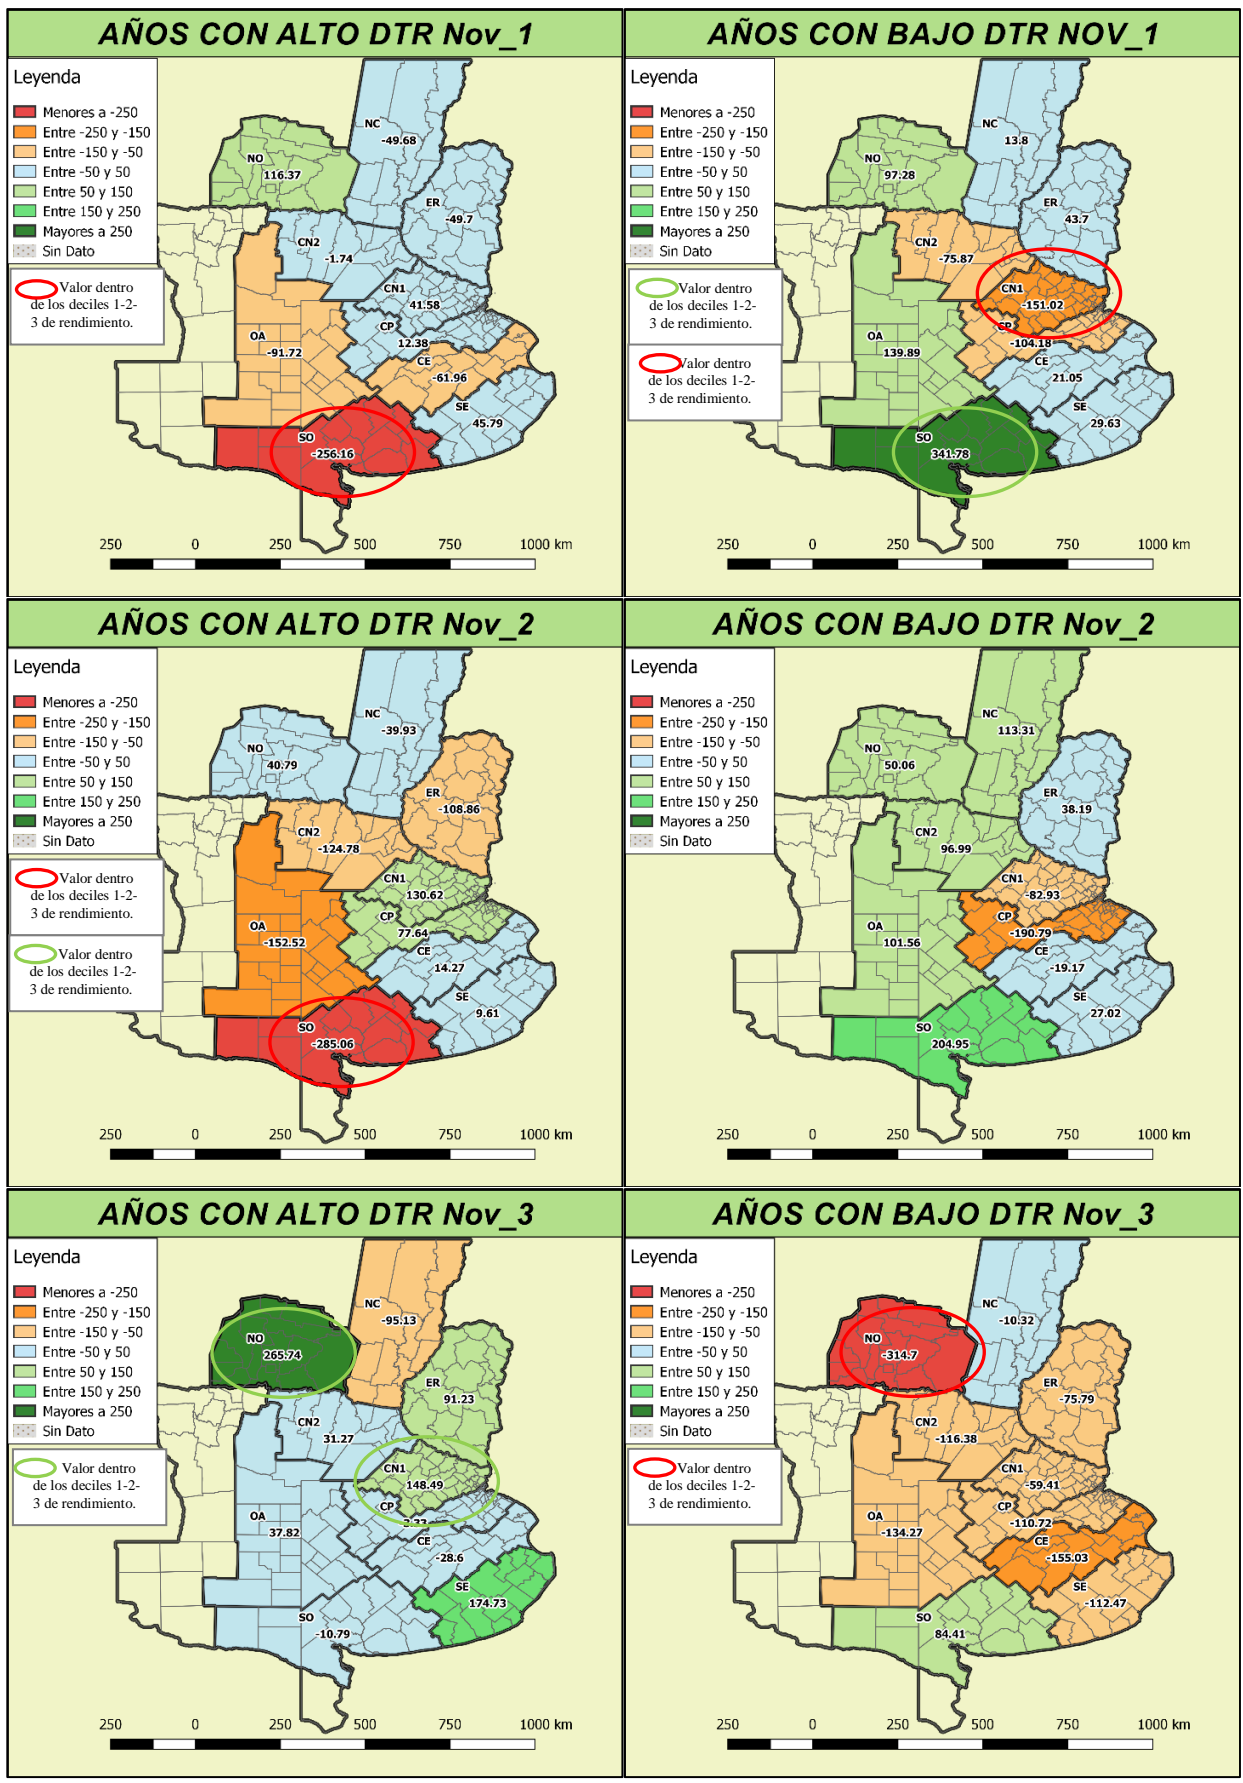 AÑOS CON ALTO DTR Nov_1
Leyenda
Menores a -250
Entre -250 y -150
Entre -150 y -50
Entre -50 y 50
Entre 50 y 150
Entre 150 y 250
Mayores a 250
Sin Dato
Valor dentro
de los deciles 1-2-
3 de rendimiento.
NC
-49.68
NO
116.37
ER
-49.7
CN2
-1.74
CN1
41.58
CP
12.38
OA
-91.72
CE
-61.96
SE
45.79
SO
-256.16
250 0 250 500 750 1000 km
AÑOS CON BAJO DTR NOV_1
Leyenda
Menores a -250
Entre -250 y -150
Entre -150 y -50
Entre -50 y 50
Entre 50 y 150
Entre 150 y 250
Mayores a 250
Sin Dato
Valor dentro
de los deciles 1-2-
3 de rendimiento.
Valor dentro
de los deciles 1-2-
3 de rendimiento.
NC
13.8
NO
97.28
ER
43.7
CN2
-75.87
CN1
-151.02
CP
-104.18
OA
139.89
CE
21.05
SE
29.63
SO
341.78
250 0 250 500 750 1000 km
AÑOS CON ALTO DTR Nov_2
Leyenda
Menores a -250
Entre -250 y -150
Entre -150 y -50
Entre -50 y 50
Entre 50 y 150
Entre 150 y 250
Mayores a 250
Sin Dato
Valor dentro
de los deciles 1-2-
3 de rendimiento.
Valor dentro
de los deciles 1-2-
3 de rendimiento.
NC
-39.93
NO
40.79
ER
-108.86
CN2
-124.78
CN1
130.62
CP
77.64
OA
-152.52
CE
14.27
SE
9.61
SO
-285.06
250 0 250 500 750 1000 km
AÑOS CON BAJO DTR Nov_2
Leyenda
Menores a -250
Entre -250 y -150
Entre -150 y -50
Entre -50 y 50
Entre 50 y 150
Entre 150 y 250
Mayores a 250
Sin Dato
NC
113.31
NO
50.06
ER
38.19
CN2
96.99
CN1
-82.93
CP
-190.79
OA
101.56
CE
-19.17
SE
27.02
SO
204.95
250 0 250 500 750 1000 km
AÑOS CON ALTO DTR Nov_3
Leyenda
Menores a -250
Entre -250 y -150
Entre -150 y -50
Entre -50 y 50
Entre 50 y 150
Entre 150 y 250
Mayores a 250
Sin Dato
Valor dentro
de los deciles 1-2-
3 de rendimiento.
NC
-95.13
NO
265.74
ER
91.23
CN2
31.27
CN1
148.49
CP
OA
37.82
CE
-28.6
SE
174.73
SO
-10.79
250 0 250 500 750 1000 km
AÑOS CON BAJO DTR Nov_3
Leyenda
Menores a -250
Entre -250 y -150
Entre -150 y -50
Entre -50 y 50
Entre 50 y 150
Entre 150 y 250
Mayores a 250
Sin Dato
Valor dentro
de los deciles 1-2-
3 de rendimiento.
NC
-10.32
NO
-314.7
ER
-75.79
CN2
-116.38
CN1
-59.41
CP
-110.72
OA
-134.27
CE
-155.03
SE
-112.47
SO
84.41
250 0 250 500 750 1000 km